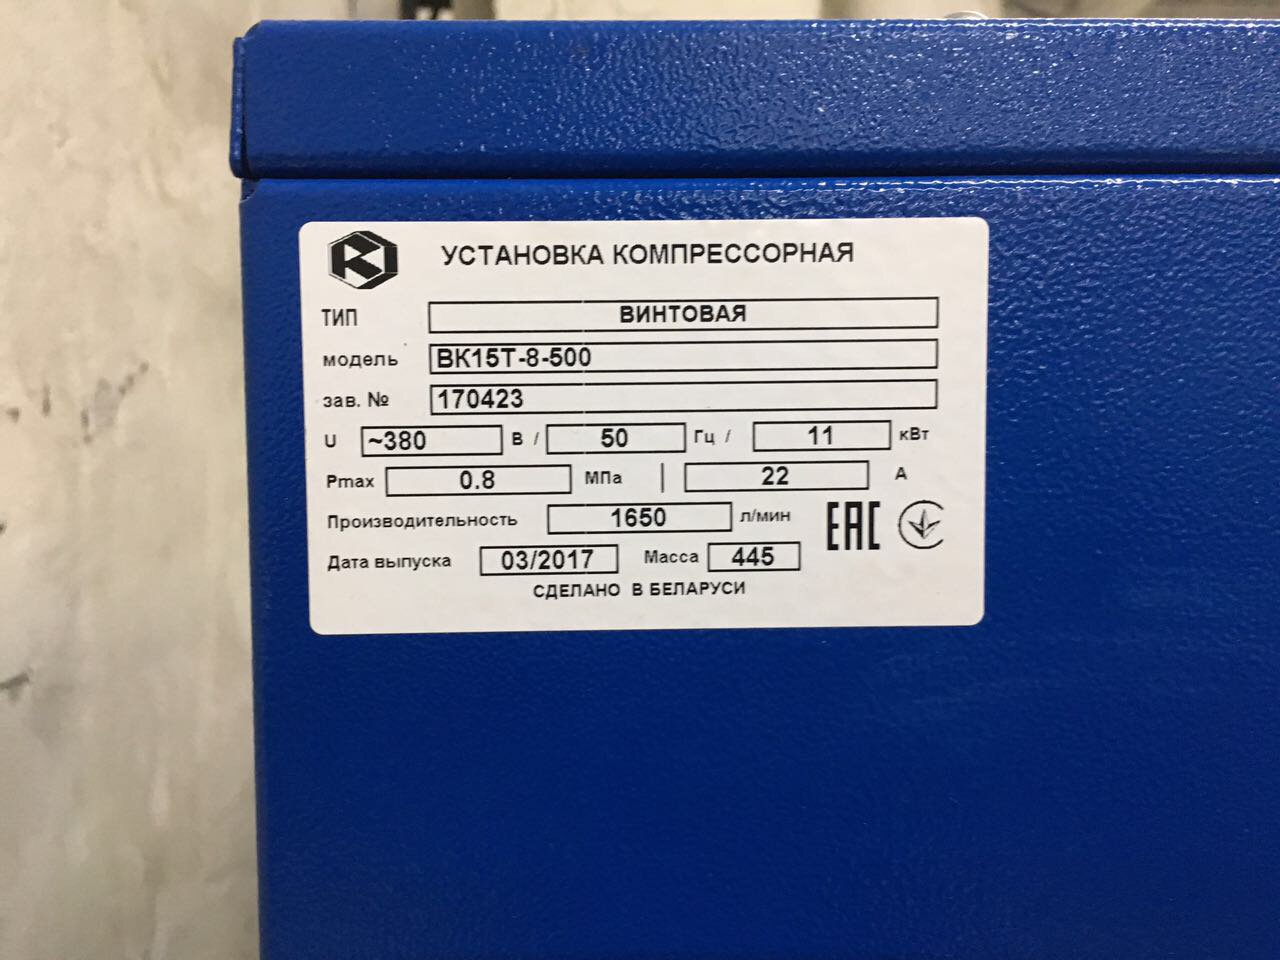 УСТАНОВКА КОМПРЕССОРНАЯ
ТИП ВИНТОВАЯ
модель ВК15Т-8-500
зав. № 170423
U ~380 В / 50 Гц / 11 кВт
Pmax 0.8 МПа | 22 А
Производительность 1650 л/мин
ЕАС
Дата выпуска 03/2017 Масса 445
СДЕЛАНО В БЕЛАРУСИ